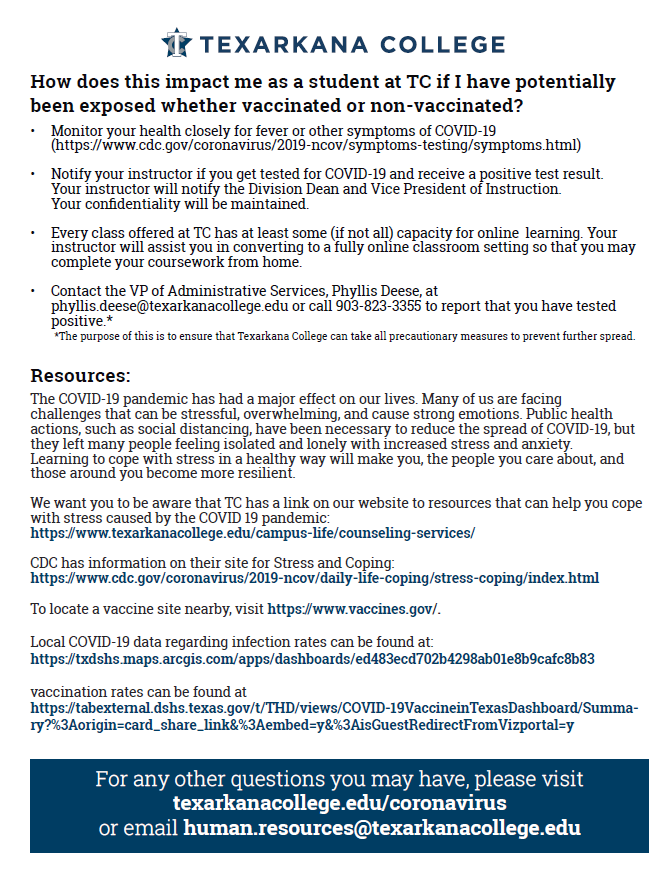 TEXARKANA COLLEGE
How does this impact me as a student at TC if I have potentially
been exposed whether vaccinated or non-vaccinated?
• Monitor your health closely for fever or other symptoms of COVID-19
(https://www.cdc.gov/coronavirus/2019-ncov/symptoms-testing/symptoms.html)
• Notify your instructor if you get tested for COVID-19 and receive a positive test result.
Your instructor will notify the Division Dean and Vice President of Instruction.
Your confidentiality will be maintained.
• Every class offered at TC has at least some (if not all) capacity for online learning. Your
instructor will assist you in converting to a fully online classroom setting so that you may
complete your coursework from home.
• Contact the VP of Administrative Services, Phyllis Deese, at
phyllis.deese@texarkanacollege.edu or call 903-823-3355 to report that you have tested
positive.*
*The purpose of this is to ensure that Texarkana College can take all precautionary measures to prevent further spread.
Resources:
The COVID-19 pandemic has had a major effect on our lives. Many of us are facing
challenges that can be stressful, overwhelming, and cause strong emotions. Public health
actions, such as social distancing, have been necessary to reduce the spread of COVID-19, but
they left many people feeling isolated and lonely with increased stress and anxiety.
Learning to cope with stress in a healthy way will make you, the people you care about, and
those around you become more resilient.
We want you to be aware that TC has a link on our website to resources that can help you cope
with stress caused by the COVID 19 pandemic:
https://www.texarkanacollege.edu/campus-life/counseling-services/
CDC has information on their site for Stress and Coping:
https://www.cdc.gov/coronavirus/2019-ncov/daily-life-coping/stress-coping/index.html
To locate a vaccine site nearby, visit https://www.vaccines.gov/.
Local COVID-19 data regarding infection rates can be found at:
https://txdshs.maps.arcgis.com/apps/dashboards/ed483ecd702b4298ab01e8b9cafc8b83
vaccination rates can be found at
https://tabexternal.dshs.texas.gov/t/THD/views/COVID-19VaccineinTexasDashboard/Summa-
ry?%3Aorigin=card_share_link&%3Aembed=y&%3AisGuestRedirectFromVizportal=y
For any other questions you may have, please visit
texarkanacollege.edu/coronavirus
or email human.resources@texarkanacollege.edu